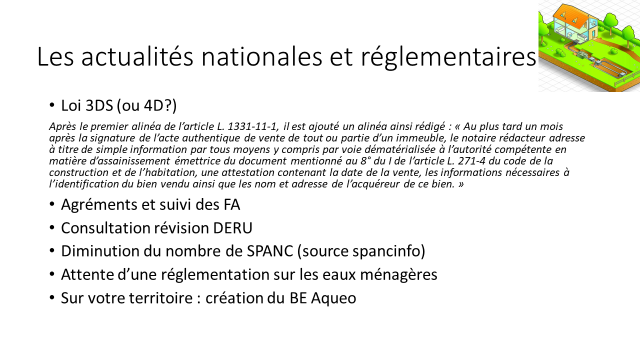 Les actualités nationales et réglementaires
• Loi 3DS (ou 4D?)
Après le premier alinéa de l’article L. 1331-11-1, il est ajouté un alinéa ainsi rédigé : « Au plus tard un mois
après la signature de l’acte authentique de vente de tout ou partie d’un immeuble, le notaire rédacteur adresse
à titre de simple information par tous moyens y compris par voie dématérialisée à l’autorité compétente en
matière d’assainissement émettrice du document mentionné au 8° du I de l’article L. 271-4 du code de la
construction et de l’habitation, une attestation contenant la date de la vente, les informations nécessaires à
l’identification du bien vendu ainsi que les nom et adresse de l’acquéreur de ce bien. »
• Agréments et suivi des FA
• Consultation révision DERU
• Diminution du nombre de SPANC (source spancinfo)
• Attente d’une réglementation sur les eaux ménagères
• Sur votre territoire : création du BE Aqueo